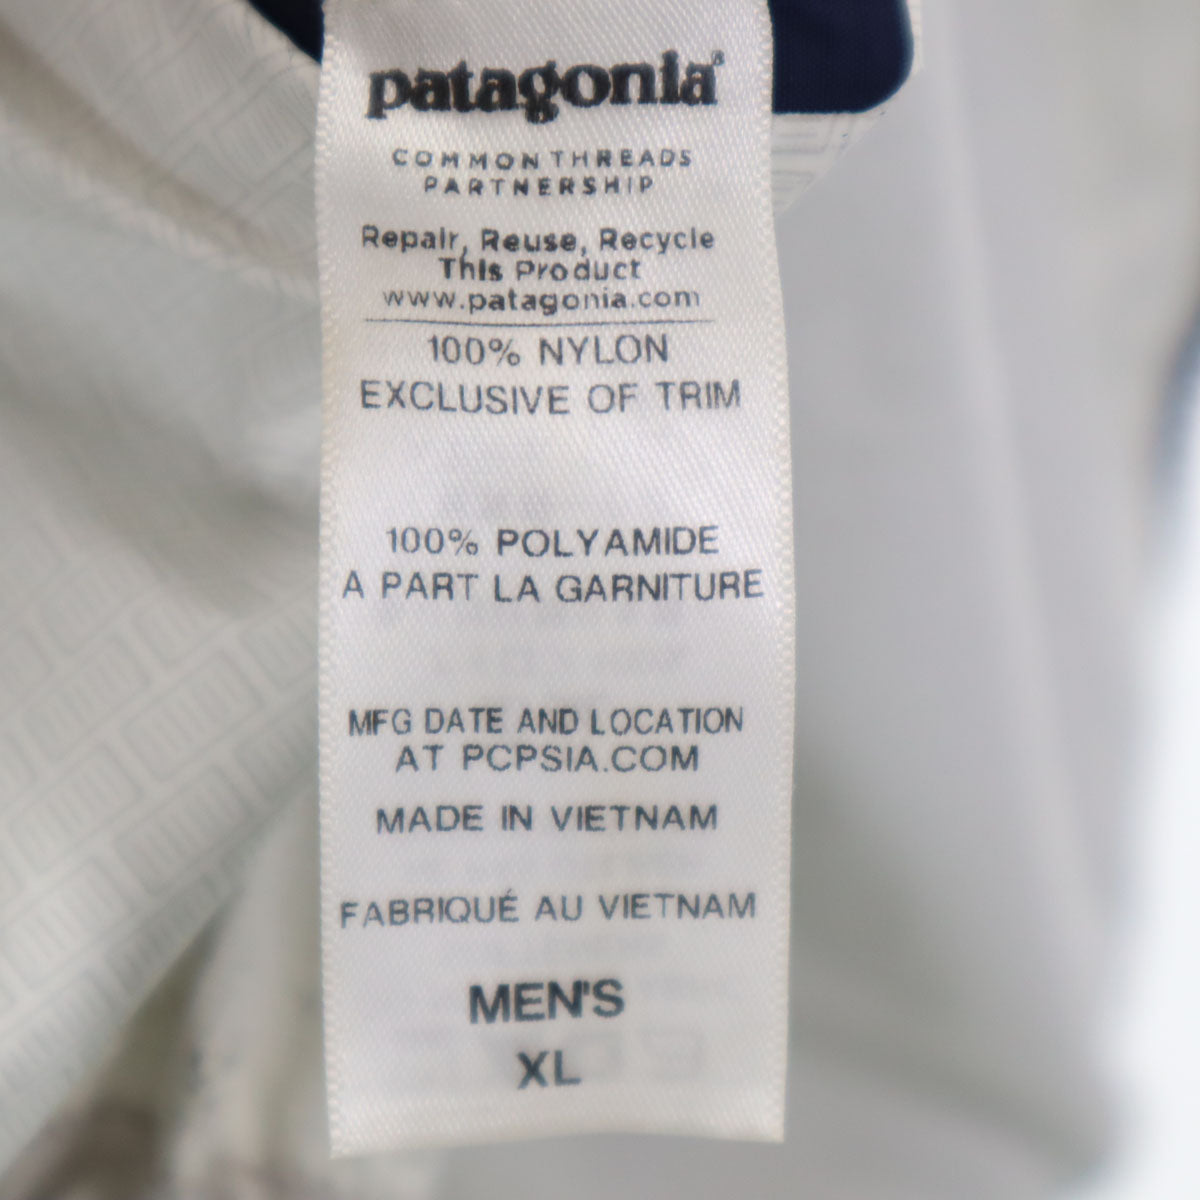 patagonia®
COMMON THREADS
PARTNERSHIP
Repair, Reuse, Recycle
This Product
www.patagonia.com
100% NYLON
EXCLUSIVE OF TRIM
100% POLYAMIDE
A PART LA GARNITURE
MFG DATE AND LOCATION
AT PCPSIA.COM
MADE IN VIETNAM
FABRIQUÉ AU VIETNAM
MEN'S
XL